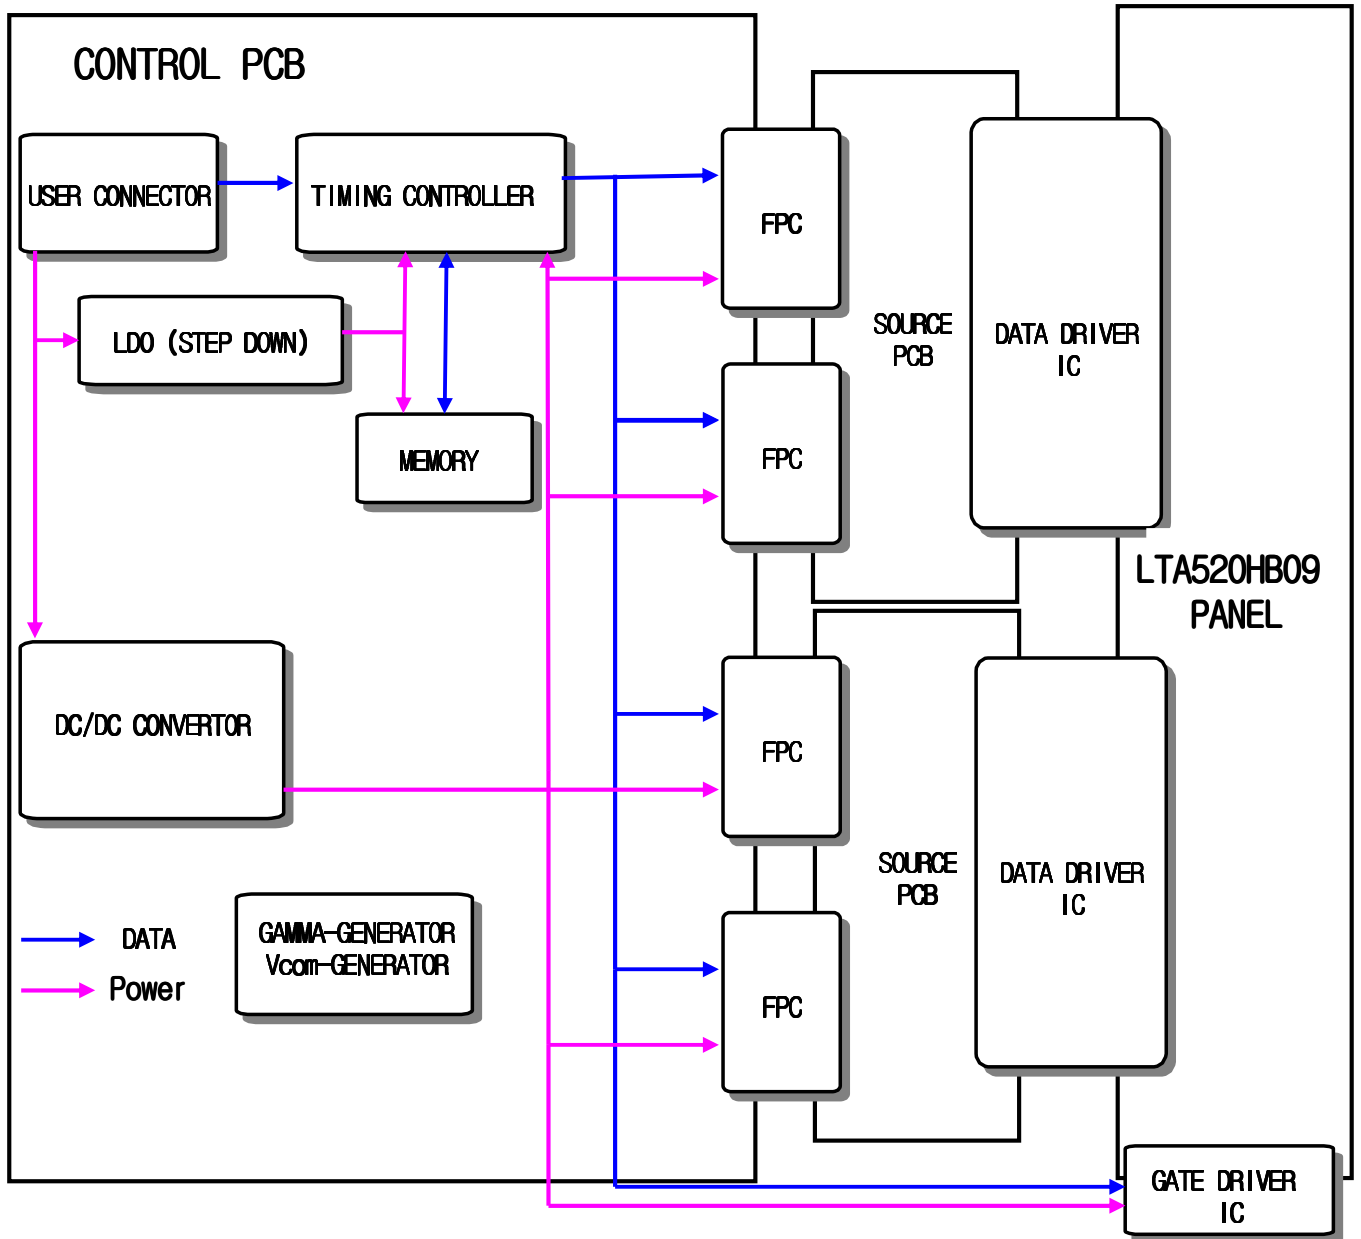 CONTROL PCB
USER CONNECTOR
TIMING CONTROLLER
FPC
LDO (STEP DOWN)
SOURCE
PCB
DATA DRIVER
IC
MEMORY
FPC
LTA520HB09
PANEL
DC/DC CONVERTOR
FPC
SOURCE
PCB
DATA DRIVER
IC
DATA
Power
GAMMA-GENERATOR
Vcom-GENERATOR
FPC
GATE DRIVER
IC